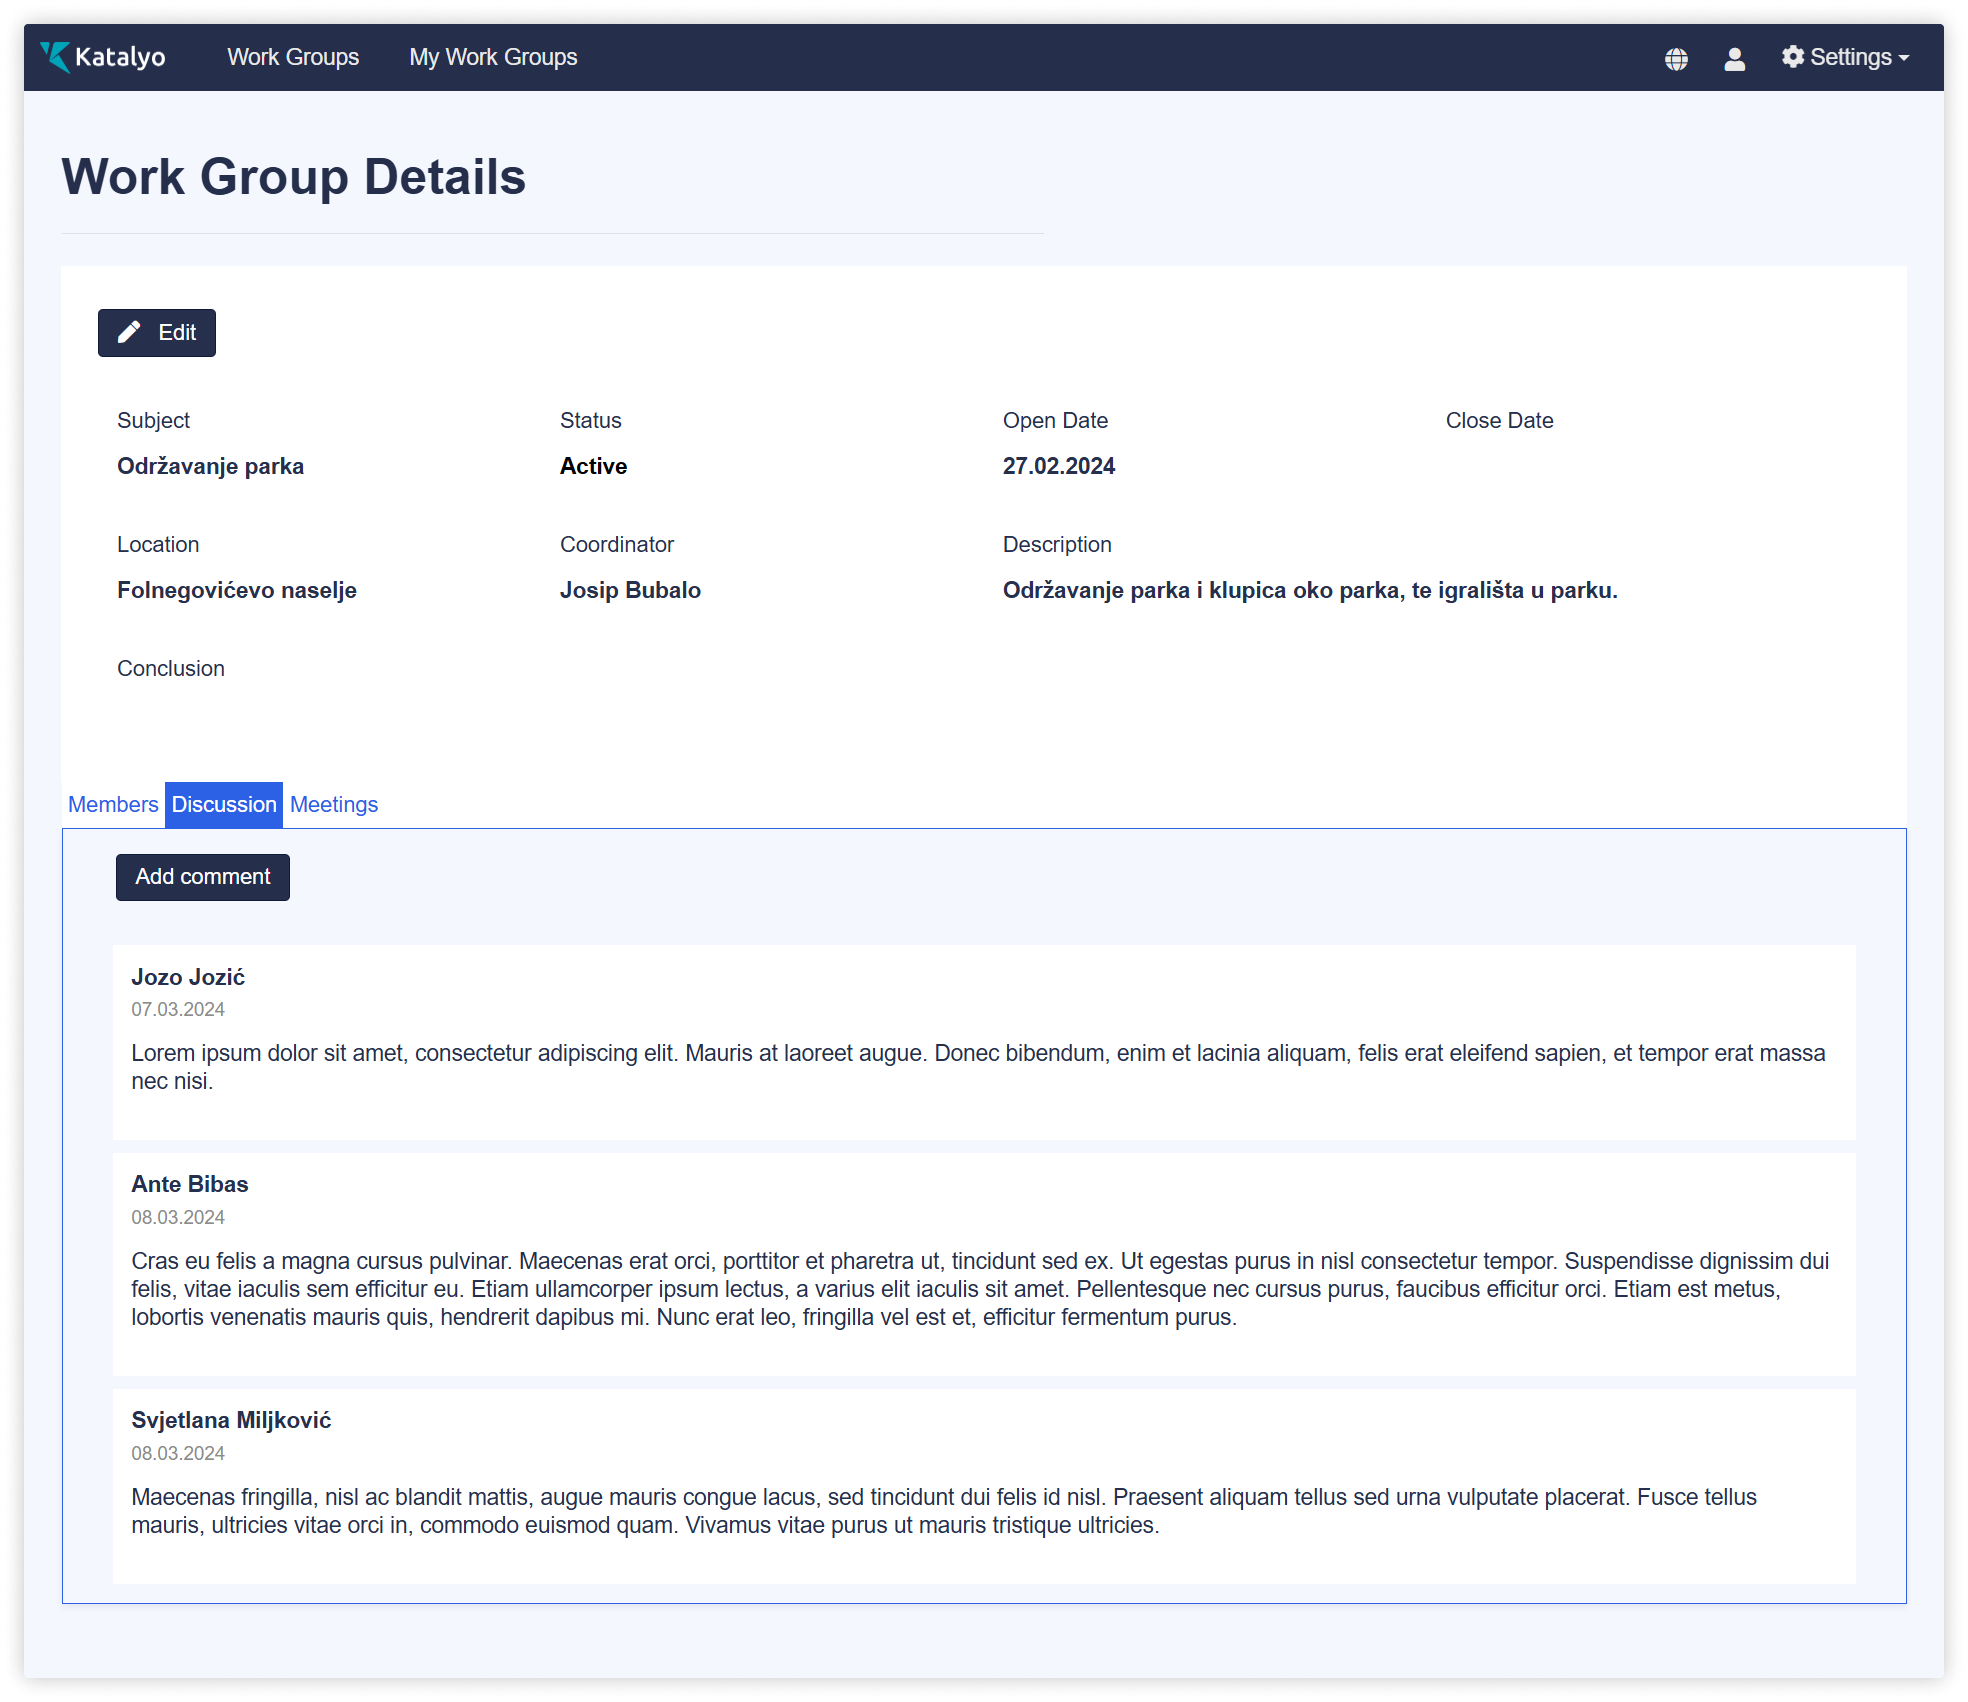 Katalyo Work Groups My Work Groups Settings
Work Group Details
Edit
Subject Status Open Date Close Date
Održavanje parka Active 27.02.2024
Location Coordinator Description
Folnegovićevo naselje Josip Bubalo Održavanje parka i klupica oko parka, te igrališta u parku.
Conclusion
Members Discussion Meetings
Add comment
Jozo Jozić
07.03.2024
Lorem ipsum dolor sit amet, consectetur adipiscing elit. Mauris at laoreet augue. Donec bibendum, enim et lacinia aliquam, felis erat eleifend sapien, et tempor erat massa
nec nisi.
Ante Bibas
08.03.2024
Cras eu felis a magna cursus pulvinar. Maecenas erat orci, porttitor et pharetra ut, tincidunt sed ex. Ut egestas purus in nisl consectetur tempor. Suspendisse dignissim dui
felis, vitae iaculis sem efficitur eu. Etiam ullamcorper ipsum lectus, a varius elit iaculis sit amet. Pellentesque nec cursus purus, faucibus efficitur orci. Etiam est metus,
lobortis venenatis mauris quis, hendrerit dapibus mi. Nunc erat leo, fringilla vel est et, efficitur fermentum purus.
Svjetlana Miljković
08.03.2024
Maecenas fringilla, nisl ac blandit mattis, augue mauris congue lacus, sed tincidunt dui felis id nisl. Praesent aliquam tellus sed urna vulputate placerat. Fusce tellus
mauris, ultricies vitae orci in, commodo euismod quam. Vivamus vitae purus ut mauris tristique ultricies.